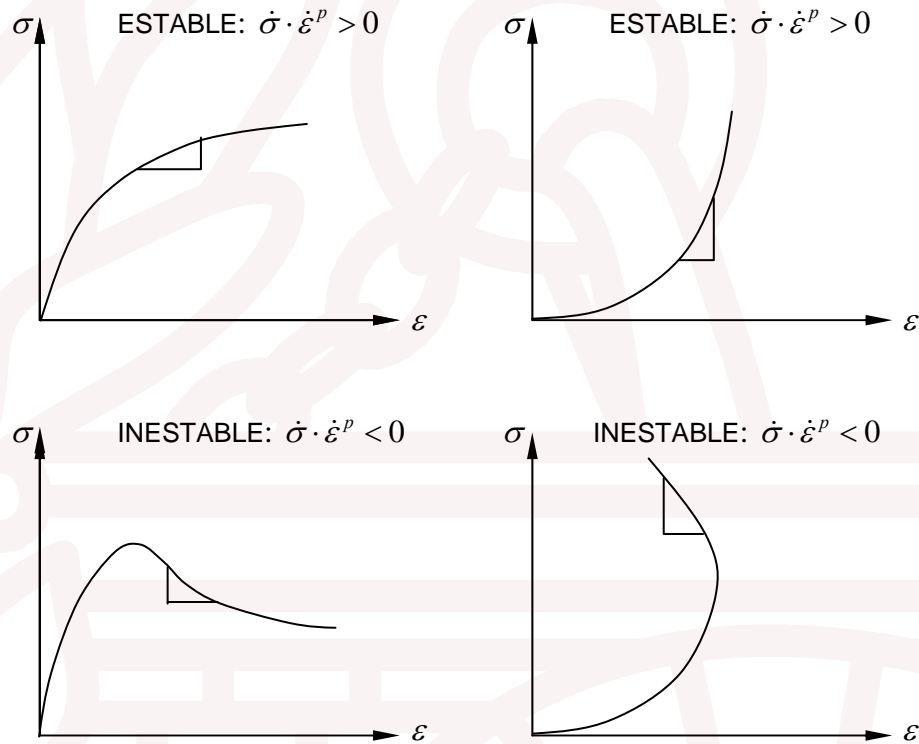 σ ESTABLE: σ̇ · ε̇ᵖ > 0
ε
σ ESTABLE: σ̇ · ε̇ᵖ > 0
ε
σ INESTABLE: σ̇ · ε̇ᵖ < 0
ε
σ INESTABLE: σ̇ · ε̇ᵖ < 0
ε